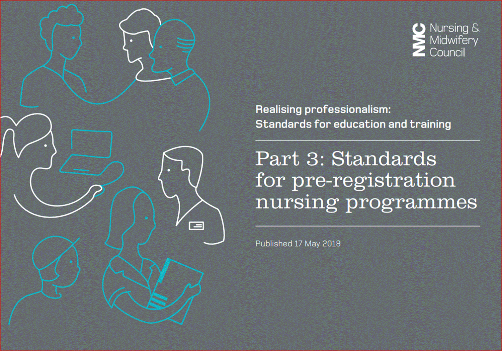 NMC
Nursing &
Midwifery
Council
Realising professionalism:
Standards for education and training
Part 3: Standards
for pre-registration
nursing programmes
Published 17 May 2018